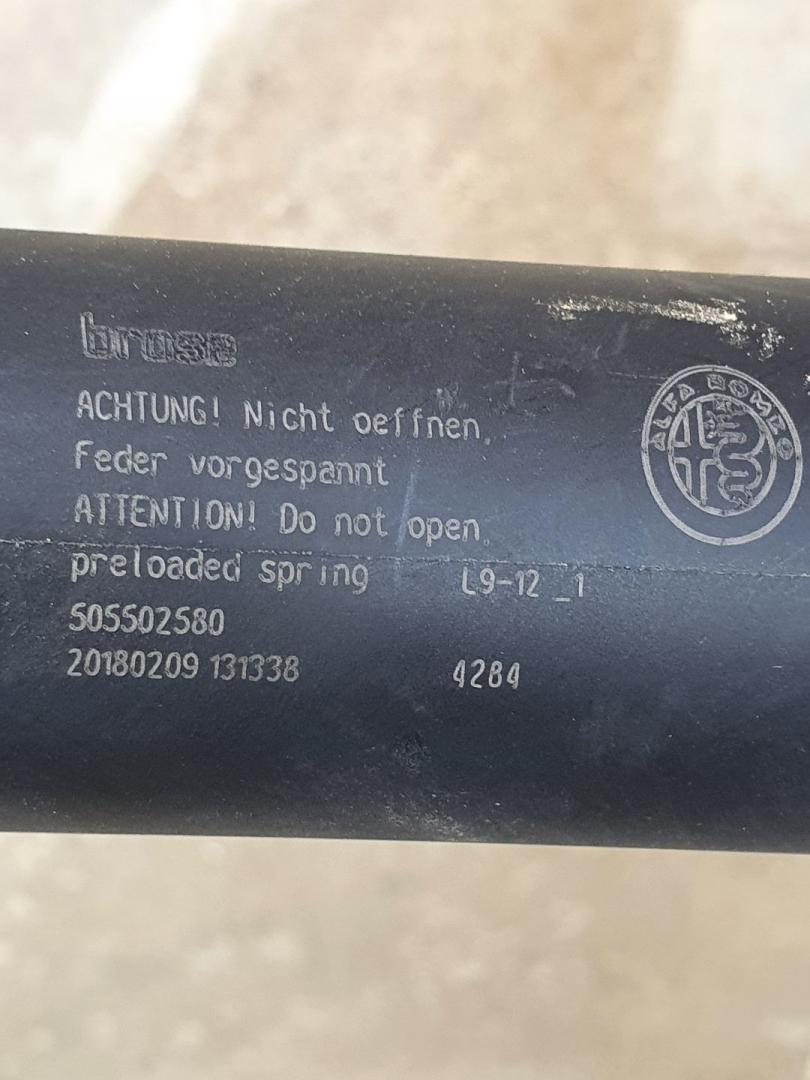 brose
ALFA ROMEO
ACHTUNG! Nicht oeffnen,
Feder vorgespannt
ATTENTION! Do not open,
preloaded spring L9-12 _1
505502580
20180209 131338 4284